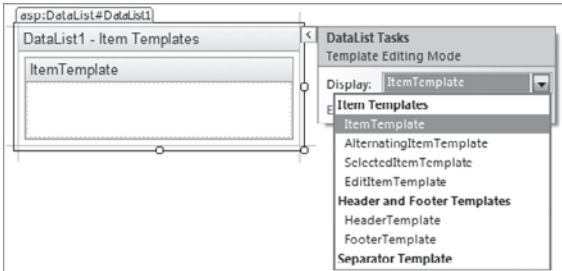 asp:DataList#DataList1
DataList1 - Item Templates
ItemTemplate
DataList Tasks
Template Editing Mode
Display: ItemTemplate
Item Templates
ItemTemplate
AlternatingItemTemplate
SelectedItemTemplate
EditItemTemplate
Header and Footer Templates
HeaderTemplate
FooterTemplate
Separator Template